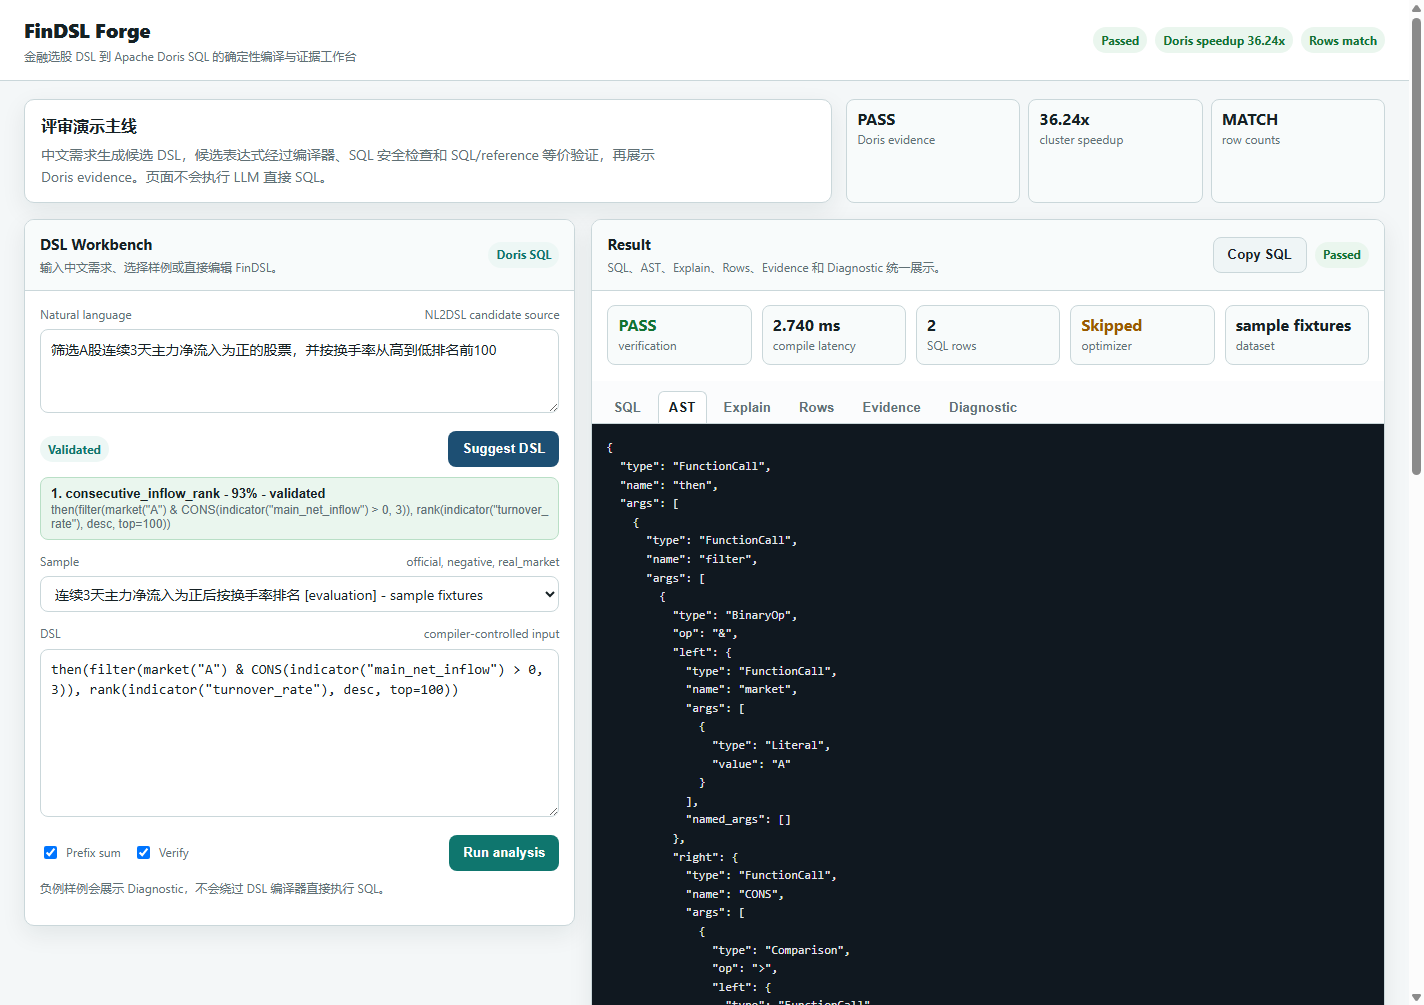 FinDSL Forge
金融选股 DSL 到 Apache Doris SQL 的确定性编译与证据工作台
Passed
Doris speedup 36.24x
Rows match
评审演示主线
中文需求生成候选 DSL，候选表达式经过编译器、SQL 安全检查和 SQL/reference 等价验证，再展示
Doris evidence。页面不会执行 LLM 直接 SQL。
PASS
Doris evidence
36.24x
cluster speedup
MATCH
row counts
DSL Workbench
输入中文需求、选择样例或直接编辑 FinDSL。
Doris SQL
Natural language
NL2DSL candidate source
筛选A股连续3天主力净流入为正的股票，并按换手率从高到低排名前100
Validated
Suggest DSL
1. consecutive_inflow_rank - 93% - validated
then(filter(market("A") & CONS(indicator("main_net_inflow") > 0, 3)), rank(indicator("turnover_
rate"), desc, top=100))
Sample
official, negative, real_market
连续3天主力净流入为正后按换手率排名 [evaluation] - sample fixtures
DSL
compiler-controlled input
then(filter(market("A") & CONS(indicator("main_net_inflow") > 0,
3)), rank(indicator("turnover_rate"), desc, top=100))
Prefix sum
Verify
Run analysis
负例样例会展示 Diagnostic，不会绕过 DSL 编译器直接执行 SQL。
Result
SQL、AST、Explain、Rows、Evidence 和 Diagnostic 统一展示。
Copy SQL
Passed
PASS
verification
2.740 ms
compile latency
2
SQL rows
Skipped
optimizer
sample fixtures
dataset
SQL
AST
Explain
Rows
Evidence
Diagnostic
{
"type": "FunctionCall",
"name": "then",
"args": [
{
"type": "FunctionCall",
"name": "filter",
"args": [
{
"type": "BinaryOp",
"op": "&",
"left": {
"type": "FunctionCall",
"name": "market",
"args": [
{
"type": "Literal",
"value": "A"
}
],
"named_args": []
},
"right": {
"type": "FunctionCall",
"name": "CONS",
"args": [
{
"type": "Comparison",
"op": ">",
"left": {
"type": "FunctionCall",